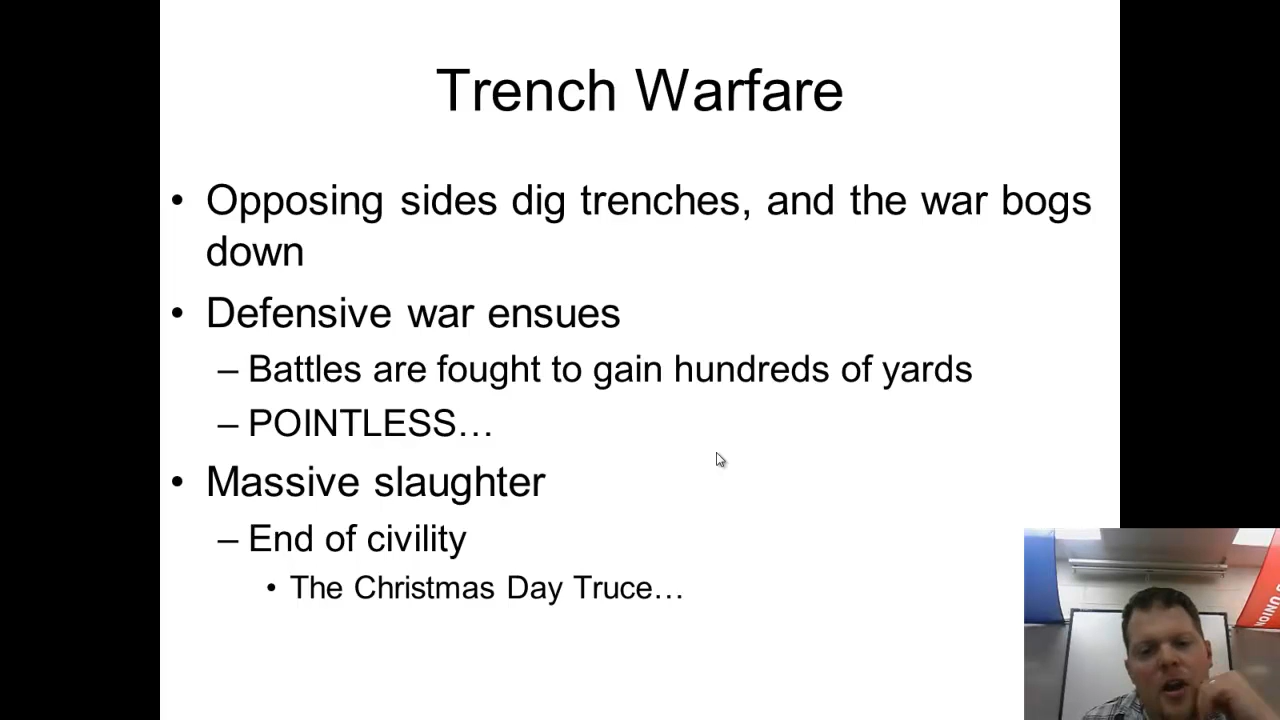 Trench Warfare
• Opposing sides dig trenches, and the war bogs
down
• Defensive war ensues
– Battles are fought to gain hundreds of yards
– POINTLESS…
• Massive slaughter
– End of civility
• The Christmas Day Truce…
UNION